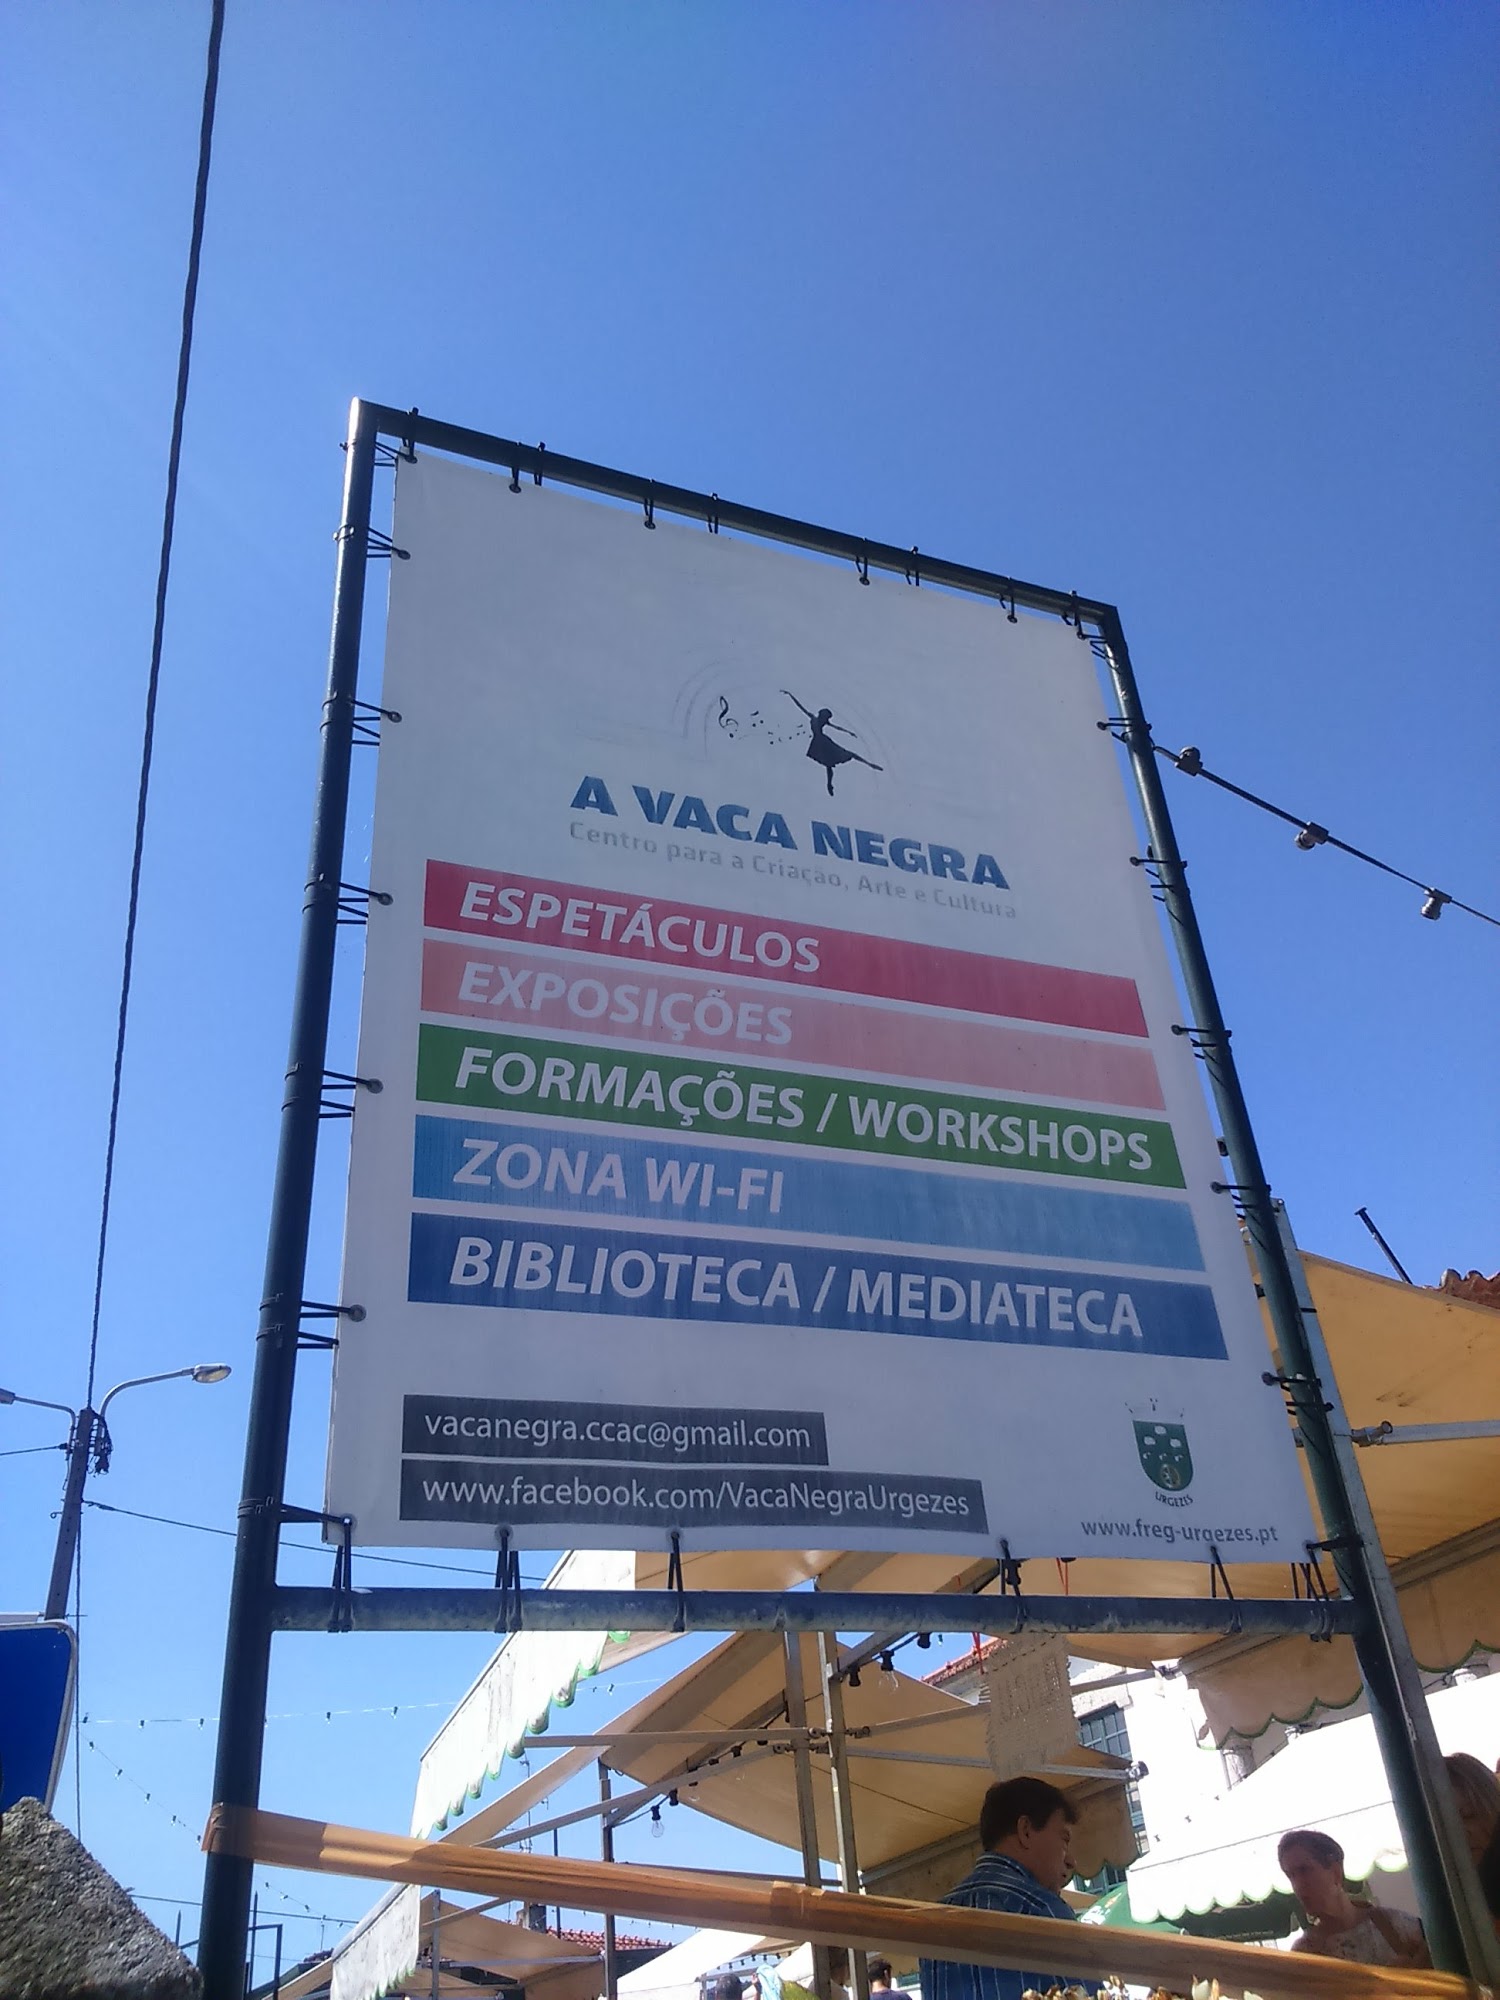 A VACA NEGRA
Centro para a Criação, Arte e Cultura
ESPETÁCULOS
EXPOSIÇÕES
FORMAÇÕES / WORKSHOPS
ZONA WI-FI
BIBLIOTECA / MEDIATECA
vacanegra.ccac@gmail.com
www.facebook.com/VacaNegraUrgezes
URGEZES
www.freg-urgezes.pt